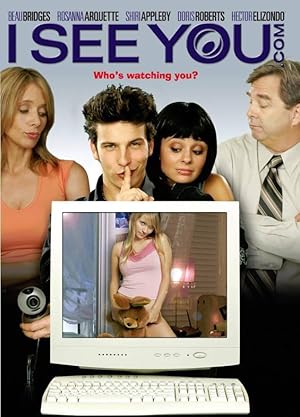 BEAU BRIDGES ROSANNA ARQUETTE SHIRI APPLEBY DORIS ROBERTS HECTOR ELIZONDO
I SEE YOU
.COM
Who's watching you?